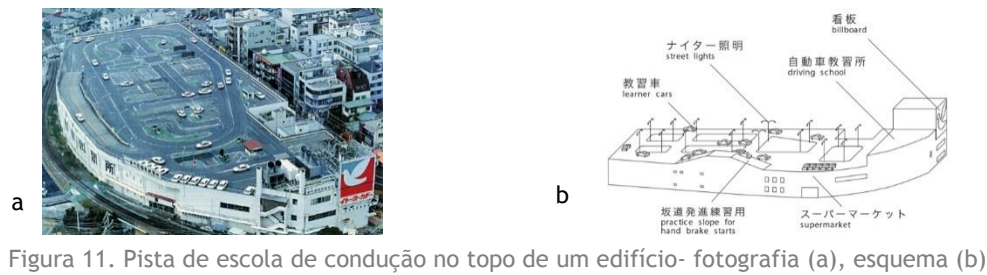 a
看板
billboard
ナイター照明
street lights
自動車教習所
driving school
教習車
learner cars
坂道発進練習用
practice slope for
hand brake starts
スーパーマーケット
supermarket
b
Figura 11. Pista de escola de condução no topo de um edifício- fotografia (a), esquema (b)